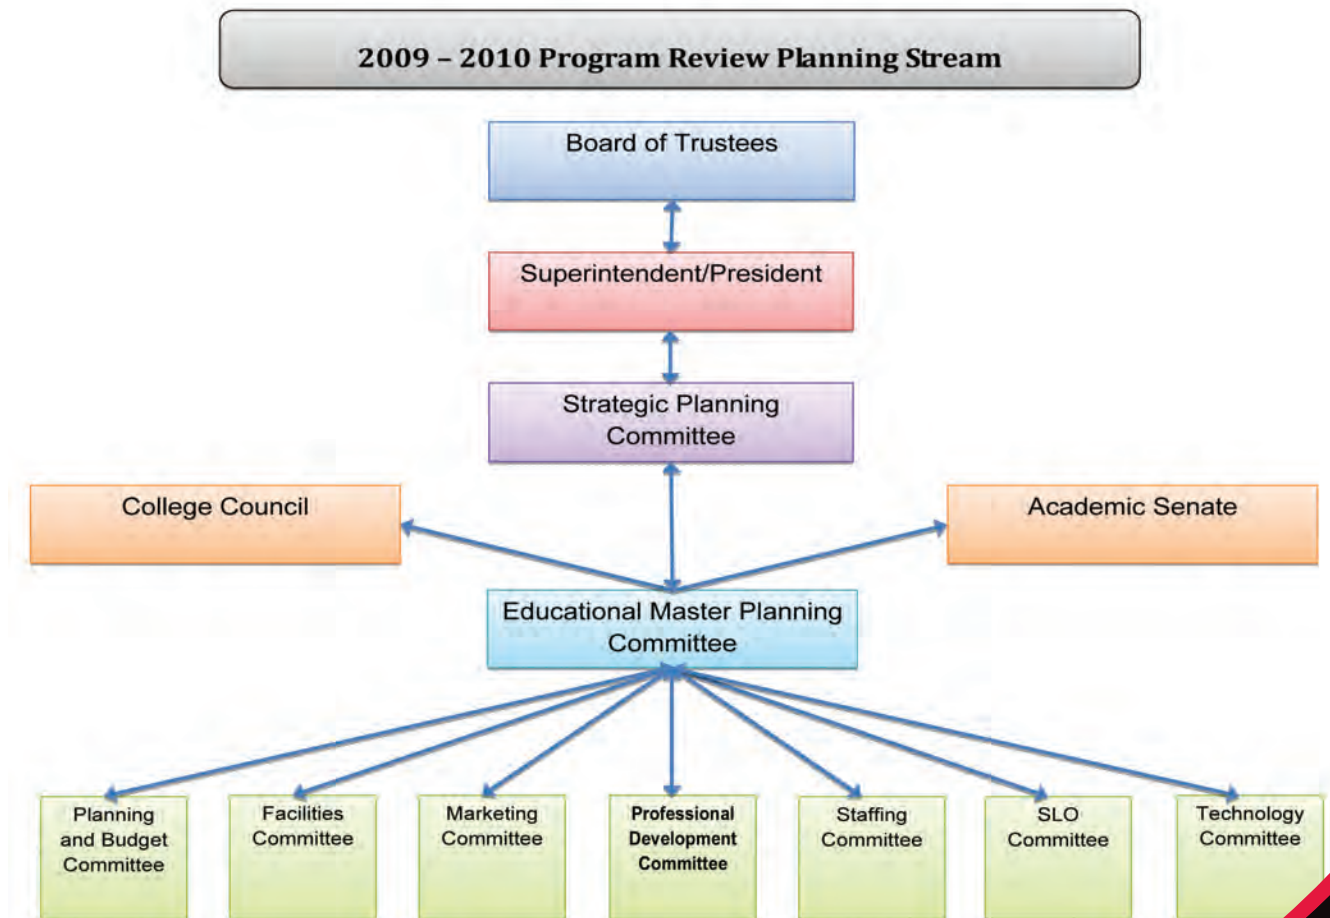 2009 – 2010 Program Review Planning Stream
Board of Trustees
Superintendent/President
Strategic Planning
Committee
College Council
Academic Senate
Educational Master Planning
Committee
Planning
and Budget
Committee
Facilities
Committee
Marketing
Committee
Professional
Development
Committee
Staffing
Committee
SLO
Committee
Technology
Committee